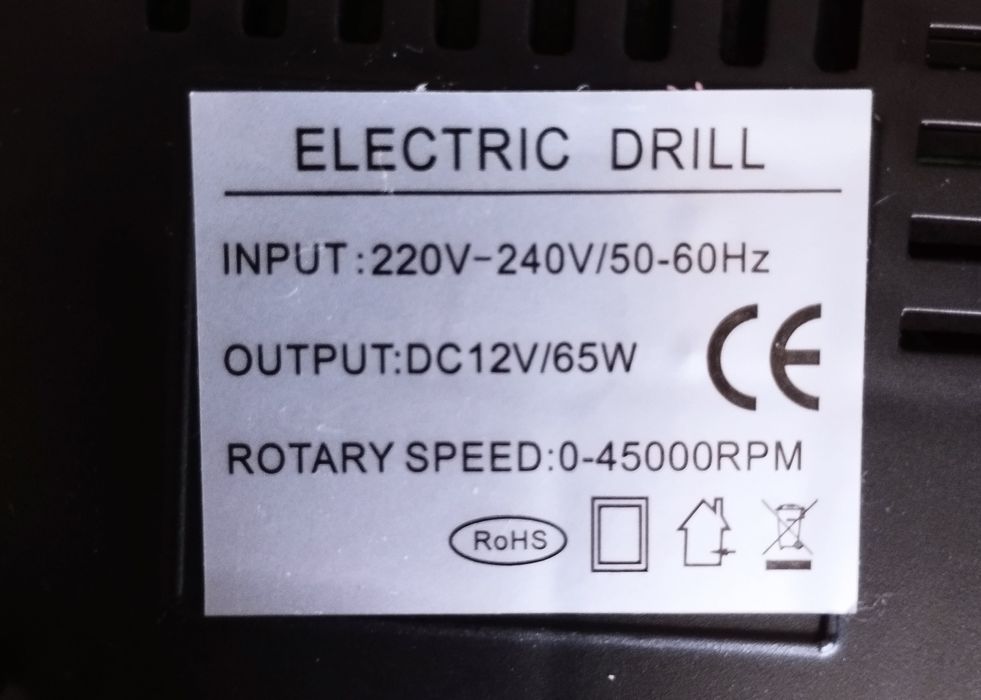 ELECTRIC DRILL
INPUT:220V-240V/50-60Hz
OUTPUT:DC12V/65W
CE
ROTARY SPEED:0-45000RPM
RoHS